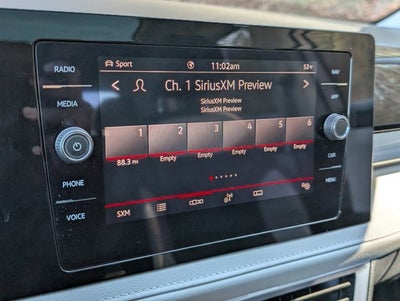 RADIO
MEDIA
PHONE
VOICE
Sport
11:02am
52°F
Ch. 1 SiriusXM Preview
SiriusXM Preview
SiriusXM Preview
1 2 3 4 5 6
88.3 Empty Empty Empty Empty Empty
SXM
NAV
APP
CAR
MENU